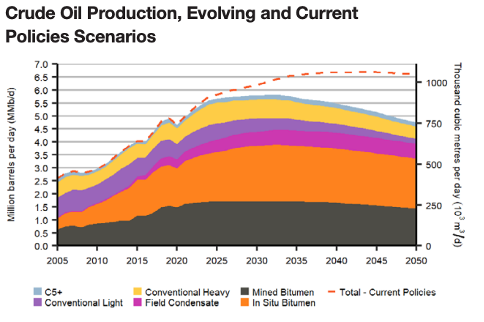 Crude Oil Production, Evolving and Current
Policies Scenarios
Million barrels per day (MMb/d)
7.0
6.5
6.0
5.5
5.0
4.5
4.0
3.5
3.0
2.5
2.0
1.5
1.0
0.5
0.0
Thousand cubic metres per day (10³ m³/d)
1000
750
500
250
0
2005 2010 2015 2020 2025 2030 2035 2040 2045 2050
C5+ Conventional Heavy Mined Bitumen Total - Current Policies
Conventional Light Field Condensate In Situ Bitumen